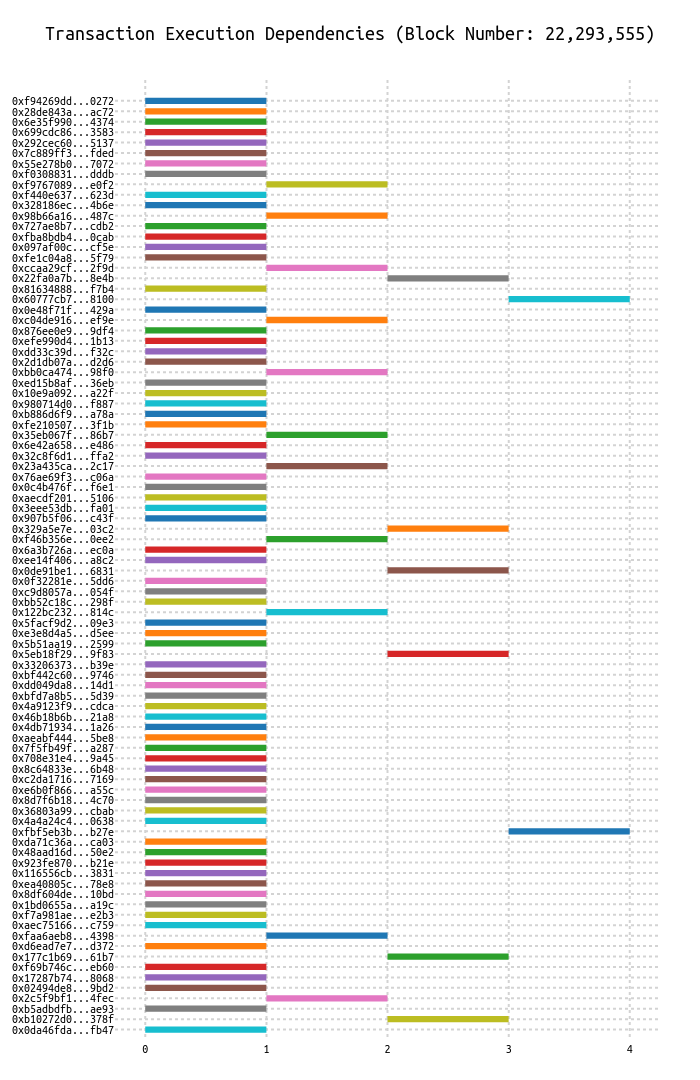 Transaction Execution Dependencies (Block Number: 22,293,555)
0xf94269dd...0272
0x28de843a...ac72
0x6e35f990...4374
0x699cdc86...3583
0x292cec60...5137
0x7c889ff3...fded
0x55e278b0...7072
0xf0308831...dddb
0xf9767089...e0f2
0xf440e637...623d
0x328186ec...4b6e
0x98b66a16...487c
0x727ae8b7...cdb2
0xfba8bdb4...0cab
0x097af00c...cf5e
0xfe1c04a8...5f79
0xccaa29cf...2f9d
0x22fa0a7b...8e4b
0x81634888...f7b4
0x60777cb7...8100
0x0e48f71f...429a
0xc04de916...ef9e
0x876ee0e9...9df4
0xefe990d4...1b13
0xdd33c39d...f32c
0x2d1db07a...d2d6
0xbb0ca474...98f0
0xed15b8af...36eb
0x10e9a092...a22f
0x980714d0...f887
0xb886d6f9...a78a
0xfe210507...3f1b
0x35eb067f...86b7
0x6e42a658...e486
0x32c8f6d1...ffa2
0x23a435ca...2c17
0x76ae69f3...c06a
0x0c4b476f...f6e1
0xaecdf201...5106
0x3eee53db...fa01
0x907b5f06...c43f
0x329a5e7e...03c2
0xf46b356e...0ee2
0x6a3b726a...ec0a
0xee14f406...a8c2
0x0de91be1...6831
0x0f32281e...5dd6
0xc9d8057a...054f
0xbb52c18c...298f
0x122bc232...814c
0x5facf9d2...09e3
0xe3e8d4a5...d5ee
0x5b51aa19...2599
0x5eb18f29...9f83
0x33206373...b39e
0xbf442c60...9746
0xdd049da8...14d1
0xbfd7a8b5...5d39
0x4a9123f9...cdca
0x46b18b6b...21a8
0x4db71934...1a26
0xaeabf444...5be8
0x7f5fb49f...a287
0x708e31e4...9a45
0x8c64833e...6b48
0xc2da1716...7169
0xe6b0f866...a55c
0x8d7f6b18...4c70
0x36803a99...cbab
0x4a4a24c4...0638
0xfbf5eb3b...b27e
0xda71c36a...ca03
0x48aad16d...50e2
0x923fe870...b21e
0x116556cb...3831
0xea40805c...78e8
0x8df604de...10bd
0x1bd0655a...a19c
0xf7a981ae...e2b3
0xaec75166...c759
0xfaa6aeb8...4398
0xd6ead7e7...d372
0x177c1b69...61b7
0xf69b746c...eb60
0x17287b74...8068
0x02494de8...9bd2
0x2c5f9bf1...4fec
0xb5adbdfb...ae93
0xb10272d0...378f
0x0da46fda...fb47
0 1 2 3 4